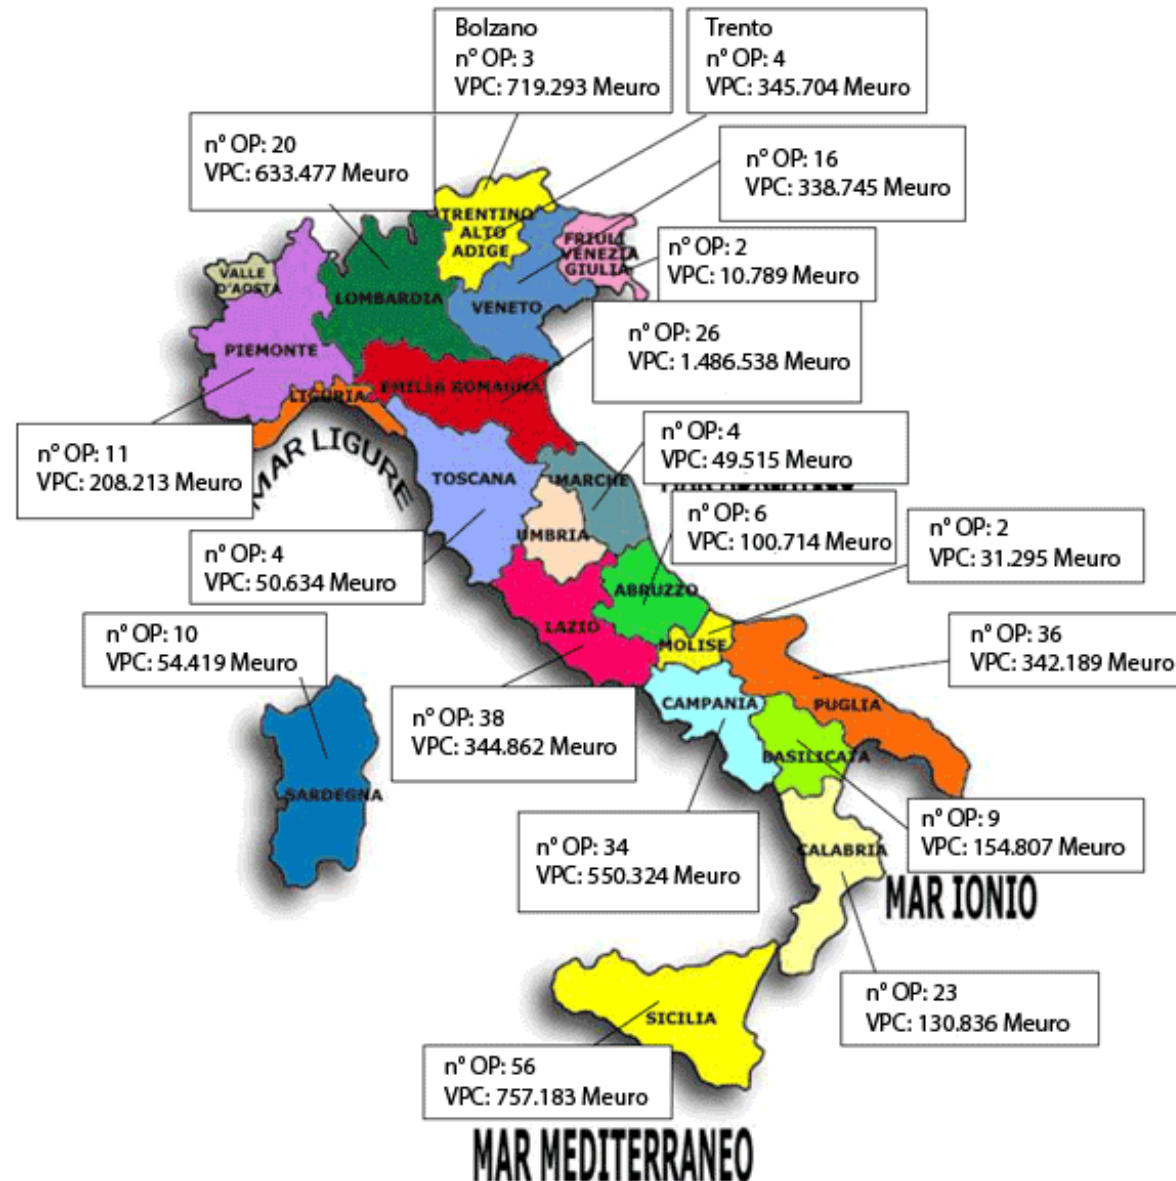 Bolzano
n° OP: 3
VPC: 719.293 Meuro
Trento
n° OP: 4
VPC: 345.704 Meuro
n° OP: 20
VPC: 633.477 Meuro
n° OP: 16
VPC: 338.745 Meuro
TRENTINO
ALTO
ADIGE
FRIULI
VENEZIA
GIULIA
n° OP: 2
VPC: 10.789 Meuro
VALLE
D'AOSTA
LOMBARDIA
VENETO
n° OP: 26
VPC: 1.486.538 Meuro
PIEMONTE
EMILIA ROMAGNA
LIGURIA
n° OP: 11
VPC: 208.213 Meuro
MAR LIGURE
TOSCANA
MARCHE
n° OP: 4
VPC: 49.515 Meuro
UMBRIA
n° OP: 6
VPC: 100.714 Meuro
n° OP: 2
VPC: 31.295 Meuro
n° OP: 4
VPC: 50.634 Meuro
ABRUZZO
LAZIO
MOLISE
n° OP: 10
VPC: 54.419 Meuro
n° OP: 36
VPC: 342.189 Meuro
n° OP: 38
VPC: 344.862 Meuro
CAMPANIA
PUGLIA
BASILICATA
SARDEGNA
n° OP: 9
VPC: 154.807 Meuro
n° OP: 34
VPC: 550.324 Meuro
CALABRIA
MAR IONIO
n° OP: 23
VPC: 130.836 Meuro
SICILIA
n° OP: 56
VPC: 757.183 Meuro
MAR MEDITERRANEO